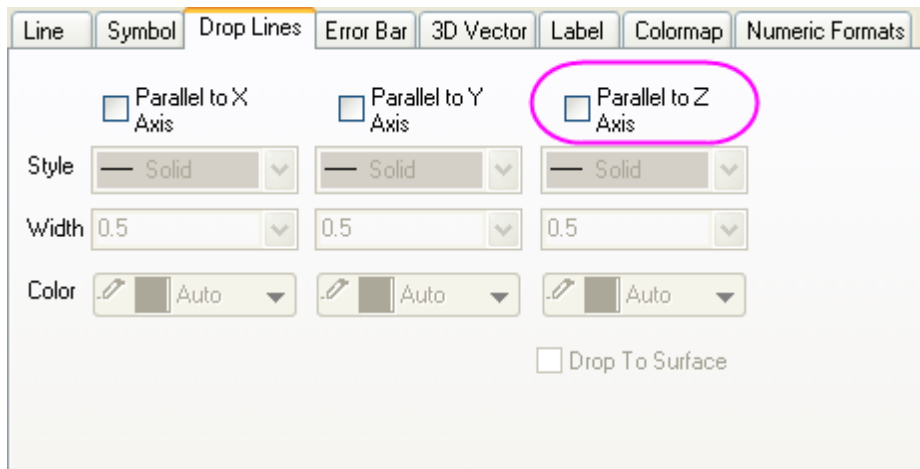 Line Symbol Drop Lines Error Bar 3D Vector Label Colormap Numeric Formats
Parallel to X Axis Parallel to Y Axis Parallel to Z Axis
Style Solid Solid Solid
Width 0.5 0.5 0.5
Color Auto Auto Auto
Drop To Surface